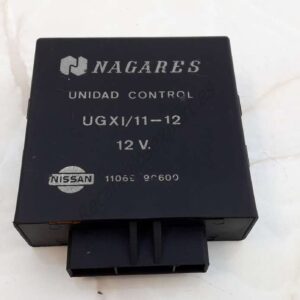 NAGARES
UNIDAD CONTROL
UGXI/11-12
12 V.
NISSAN